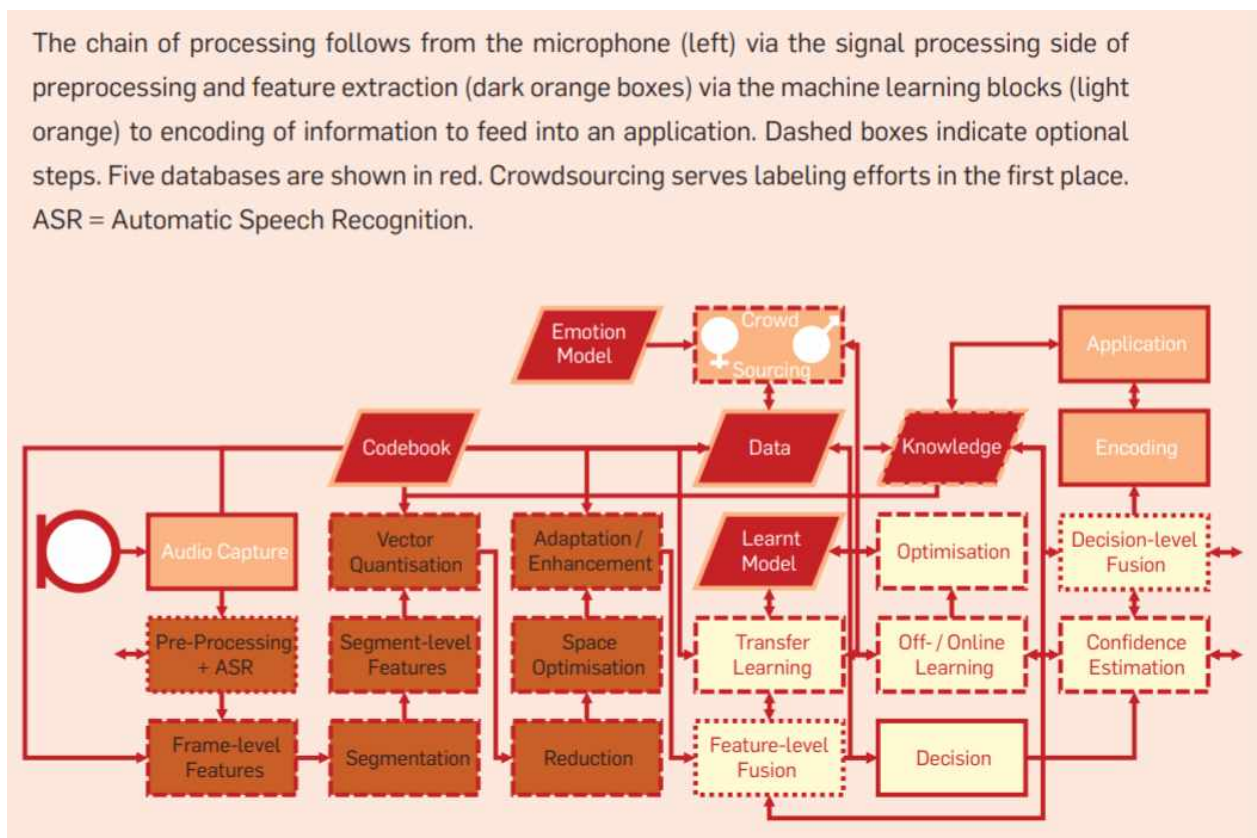 The chain of processing follows from the microphone (left) via the signal processing side of
preprocessing and feature extraction (dark orange boxes) via the machine learning blocks (light
orange) to encoding of information to feed into an application. Dashed boxes indicate optional
steps. Five databases are shown in red. Crowdsourcing serves labeling efforts in the first place.
ASR = Automatic Speech Recognition.
Emotion
Model
Crowd
Sourcing
Application
Codebook
Data
Knowledge
Encoding
Audio Capture
Vector
Quantisation
Adaptation /
Enhancement
Learnt
Model
Optimisation
Decision-level
Fusion
Pre-Processing
+ ASR
Segment-level
Features
Space
Optimisation
Transfer
Learning
Off- / Online
Learning
Confidence
Estimation
Frame-level
Features
Segmentation
Reduction
Feature-level
Fusion
Decision